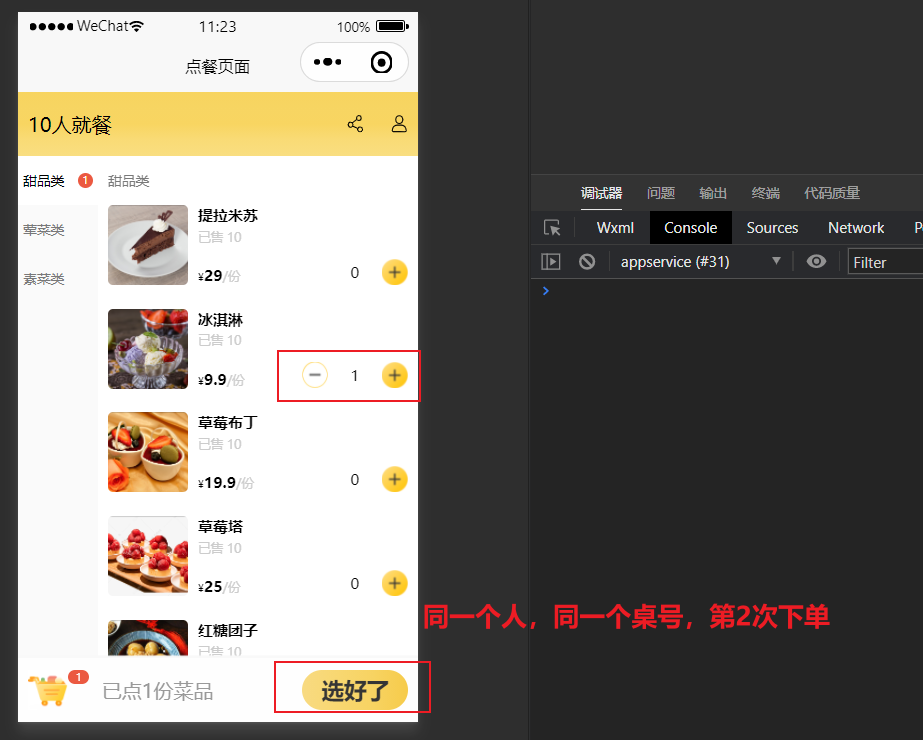 WeChat 11:23 100%
点餐页面
10人就餐
甜品类 1
荤菜类
素菜类
甜品类
提拉米苏
已售 10
¥29/份 0
冰淇淋
已售 10
¥9.9/份 1
草莓布丁
已售 10
¥19.9/份 0
草莓塔
已售 10
¥25/份 0
红糖团子
已售 10
1 已点1份菜品 选好了
调试器 问题 输出 终端 代码质量
Wxml Console Sources Network
appservice (#31) Filter
同一个人，同一个桌号，第2次下单